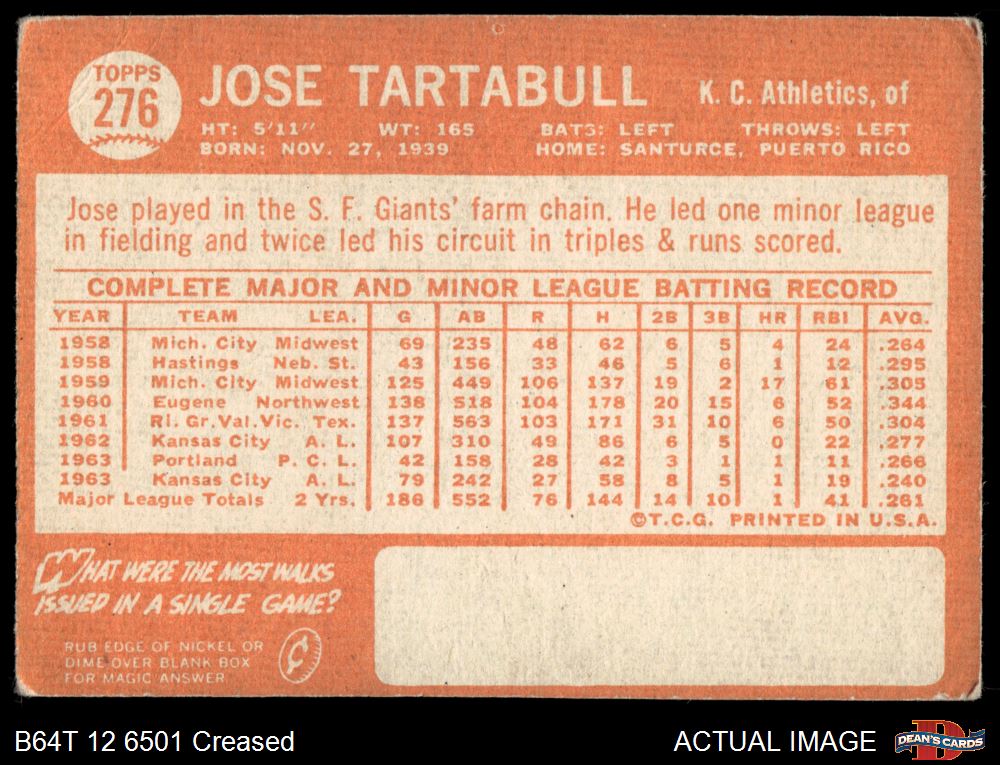 TOPPS
276
JOSE TARTABULL K. C. Athletics, of
HT: 5'11" WT: 165 BATS: LEFT THROWS: LEFT
BORN: NOV. 27, 1939 HOME: SANTURCE, PUERTO RICO
Jose played in the S. F. Giants' farm chain. He led one minor league
in fielding and twice led his circuit in triples & runs scored.
COMPLETE MAJOR AND MINOR LEAGUE BATTING RECORD
YEAR TEAM LEA. G AB R H 2B 3B HR RBI AVG.
1958 Mich. City Midwest 69 235 48 62 6 5 4 24 .264
1958 Hastings Neb. St. 43 156 33 46 5 6 1 12 .295
1959 Mich. City Midwest 125 449 106 137 19 2 17 61 .305
1960 Eugene Northwest 138 518 104 178 20 15 6 52 .344
1961 Ri. Gr. Val. Vic. Tex. 137 563 103 171 31 10 6 50 .304
1962 Kansas City A. L. 107 310 49 86 6 5 0 22 .277
1963 Portland P. C. L. 42 158 28 42 3 1 1 11 .266
1963 Kansas City A. L. 79 242 27 58 8 5 1 19 .240
Major League Totals 2 Yrs. 186 552 76 144 14 10 1 41 .261
©T.C.G. PRINTED IN U.S.A.
WHAT WERE THE MOST WALKS
ISSUED IN A SINGLE GAME?
RUB EDGE OF NICKEL OR
DIME OVER BLANK BOX
FOR MAGIC ANSWER
¢
B64T 12 6501 Creased ACTUAL IMAGE
DEAN'S CARDS